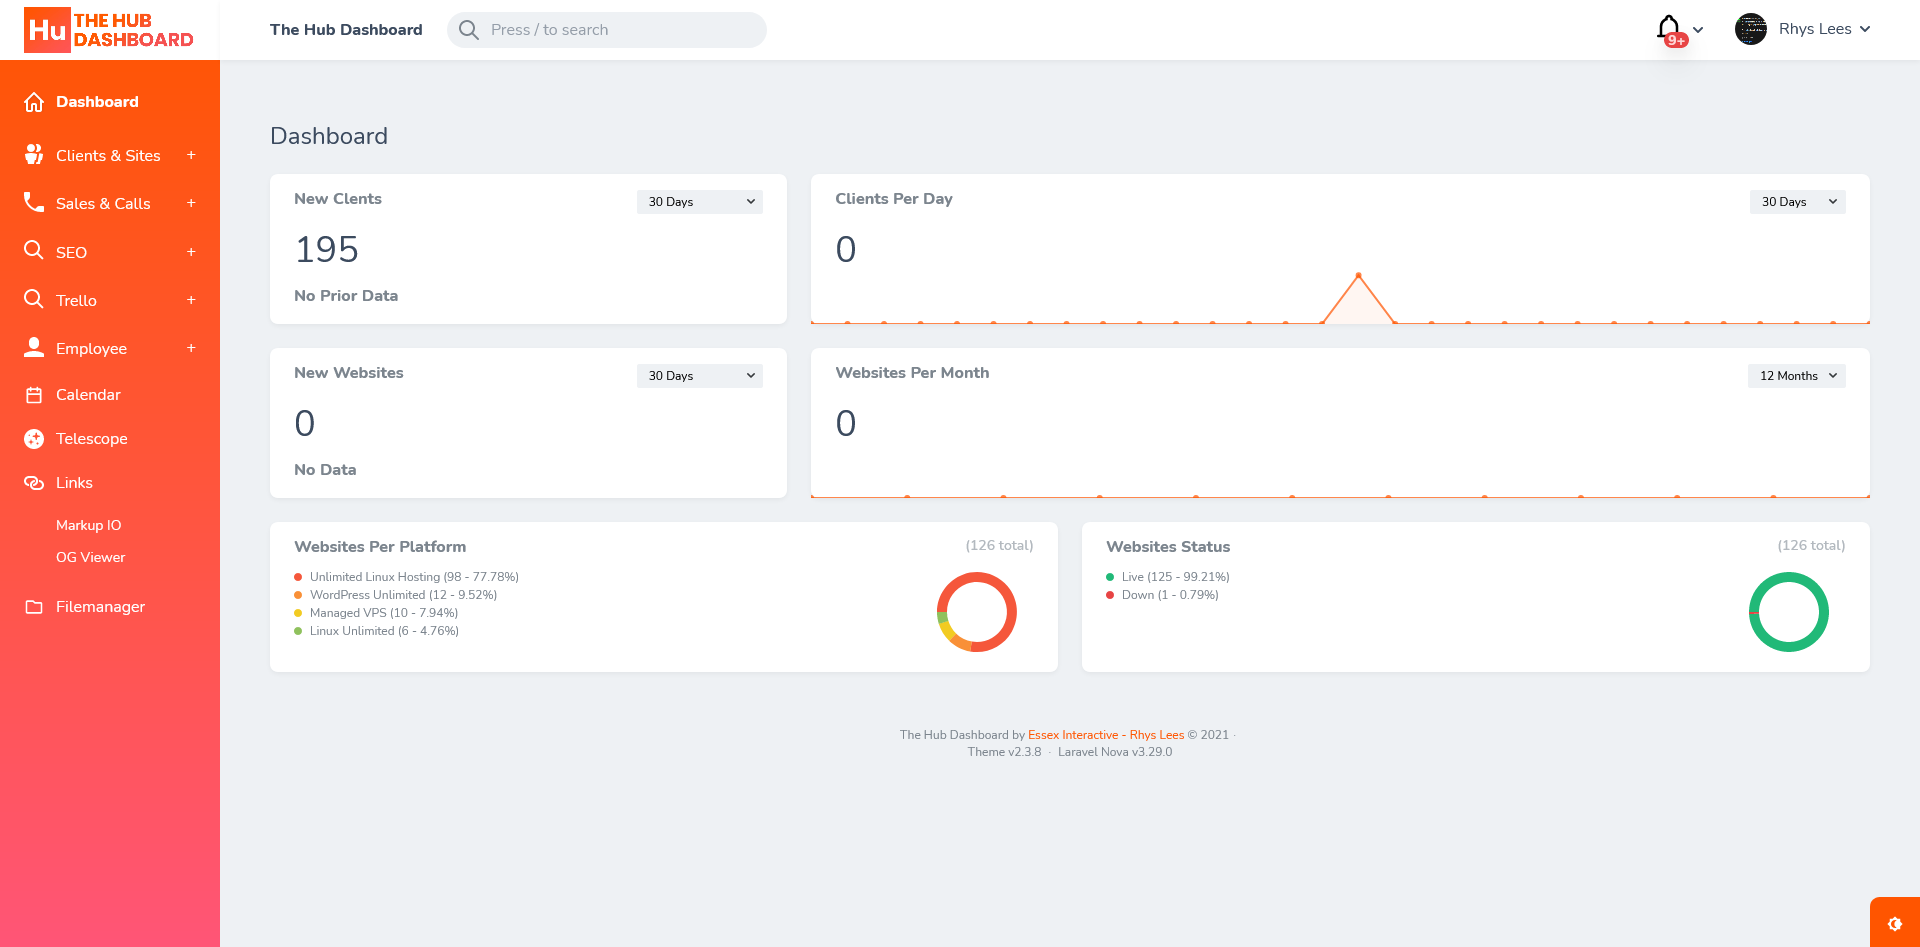 Hu THE HUB
DASHBOARD
The Hub Dashboard
Press / to search
9+
Rhys Lees
Dashboard
Clients & Sites +
Sales & Calls +
SEO +
Trello +
Employee +
Calendar
Telescope
Links
Markup IO
OG Viewer
Filemanager
Dashboard
New Clents
30 Days
195
No Prior Data
Clients Per Day
30 Days
0
New Websites
30 Days
0
No Data
Websites Per Month
12 Months
0
Websites Per Platform
(126 total)
Unlimited Linux Hosting (98 - 77.78%)
WordPress Unlimited (12 - 9.52%)
Managed VPS (10 - 7.94%)
Linux Unlimited (6 - 4.76%)
Websites Status
(126 total)
Live (125 - 99.21%)
Down (1 - 0.79%)
The Hub Dashboard by Essex Interactive - Rhys Lees © 2021 ·
Theme v2.3.8 · Laravel Nova v3.29.0